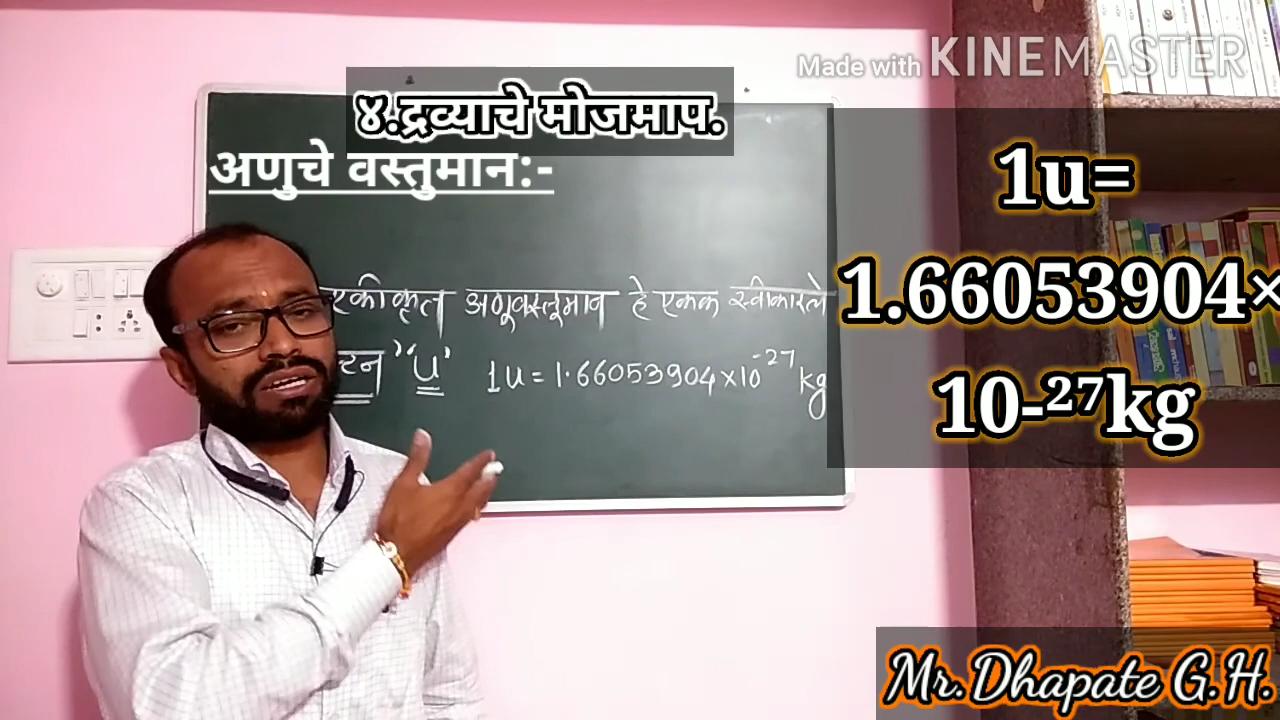 Made with KINEMASTER
४.द्रव्याचे मोजमाप.
अणुचे वस्तुमान:-
1u=
1.66053904×
10-²⁷kg
एकीकृत अणूवस्तूमान हे एकक स्वीकारले
'u' 1u = 1.66053904×10⁻²⁷ kg
Mr.Dhapate G.H.